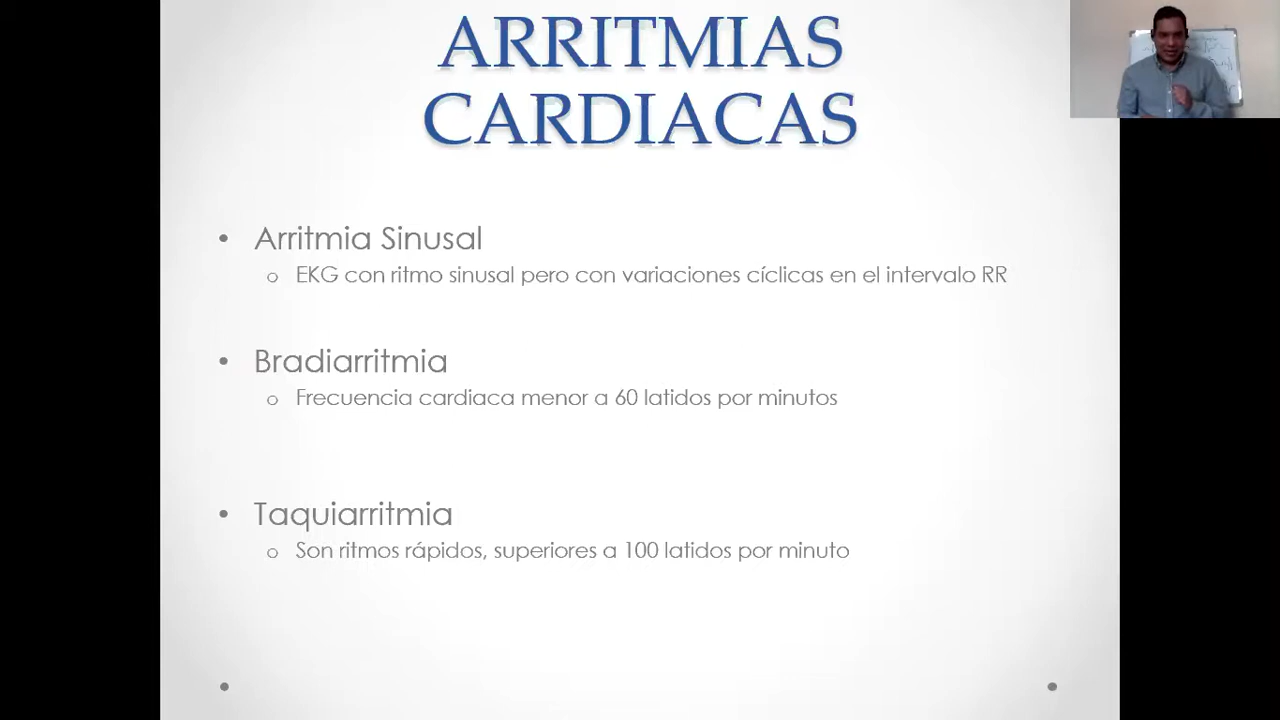 ARRITMIAS
CARDIACAS
• Arritmia Sinusal
o EKG con ritmo sinusal pero con variaciones cíclicas en el intervalo RR
• Bradiarritmia
o Frecuencia cardiaca menor a 60 latidos por minutos
• Taquiarritmia
o Son ritmos rápidos, superiores a 100 latidos por minuto